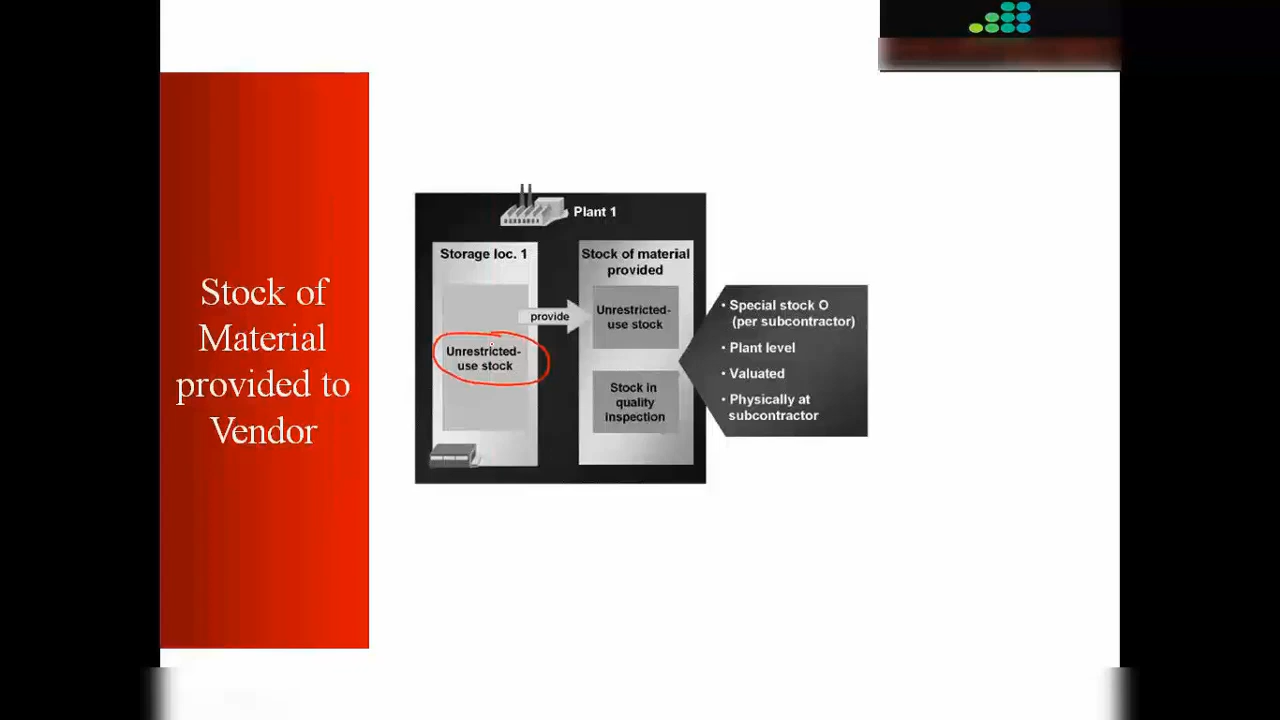 Stock of
Material
provided to
Vendor
Plant 1
Storage loc. 1
Unrestricted-
use stock
provide
Stock of material
provided
Unrestricted-
use stock
Stock in
quality
inspection
• Special stock O
(per subcontractor)
• Plant level
• Valuated
• Physically at
subcontractor